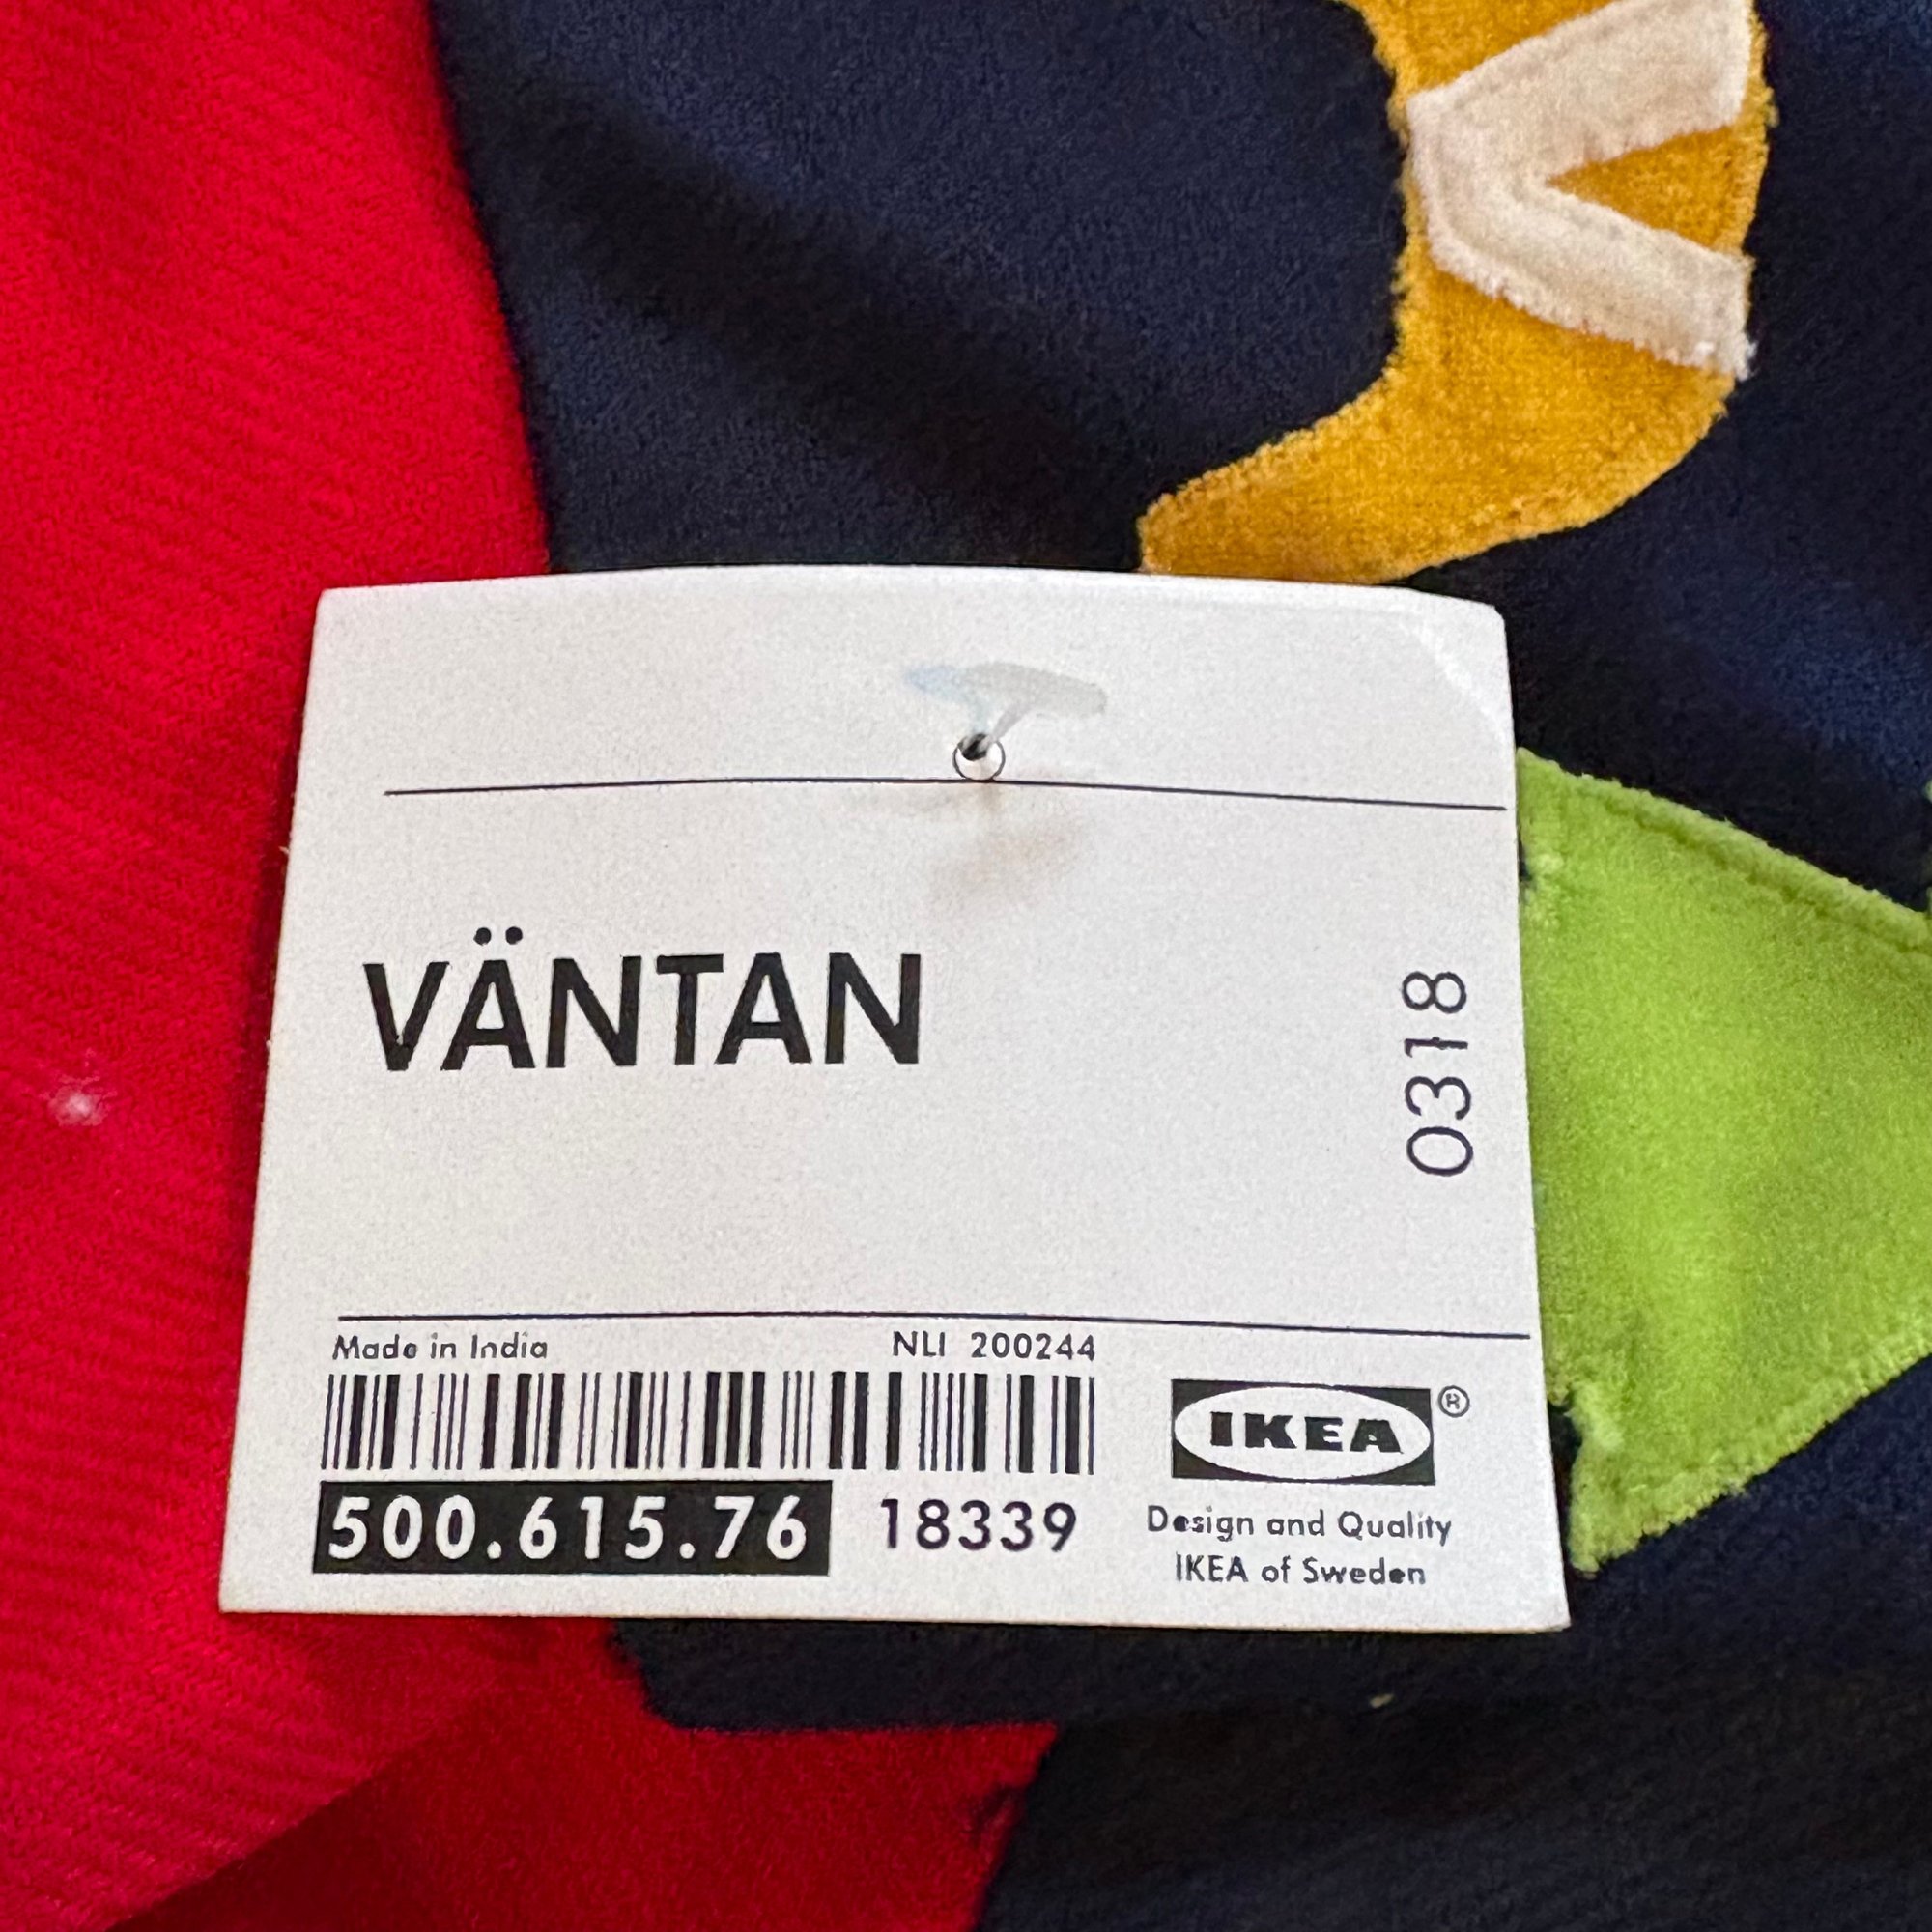 VÄNTAN
0318
Made in India NLI 200244
500.615.76 18339
IKEA®
Design and Quality
IKEA of Sweden